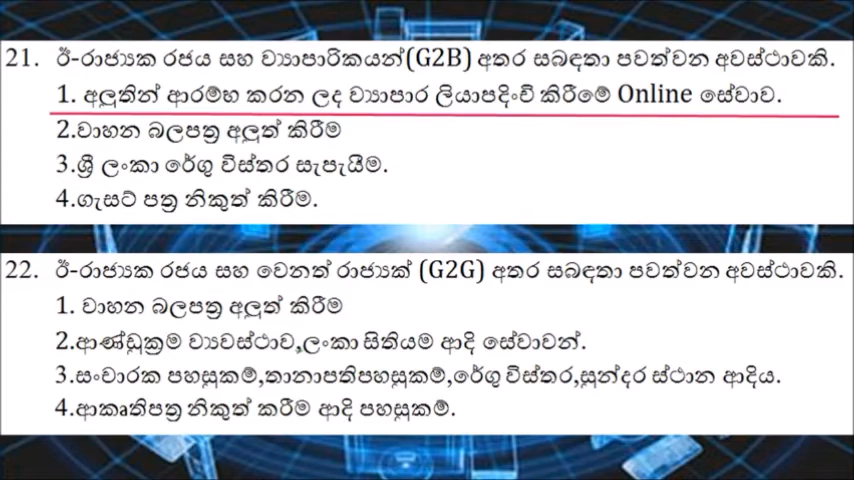 21. ඊ-රාජ්‍යක රජය සහ ව්‍යාපාරිකයන්(G2B) අතර සබඳතා පවත්වන අවස්ථාවකි.
1. අලුතින් ආරම්භ කරන ලද ව්‍යාපාර ලියාපදිංචි කිරීමේ Online සේවාව.
2.වාහන බලපත්‍ර අලුත් කිරීම
3.ශ්‍රී ලංකා රේගු විස්තර සැපැයීම.
4.ගැසට් පත්‍ර නිකුත් කිරීම.
22. ඊ-රාජ්‍යක රජය සහ වෙනත් රාජ්‍යක් (G2G) අතර සබඳතා පවත්වන අවස්ථාවකි.
1. වාහන බලපත්‍ර අලුත් කිරීම
2.ආණ්ඩුක්‍රම ව්‍යවස්ථාව,ලංකා සිතියම ආදි සේවාවන්.
3.සංචාරක පහසුකම්,තානාපතිපහසුකම්,රේගු විස්තර,සුන්දර ස්ථාන ආදිය.
4.ආකෘතිපත්‍ර නිකුත් කරීම ආදි පහසුකම්.